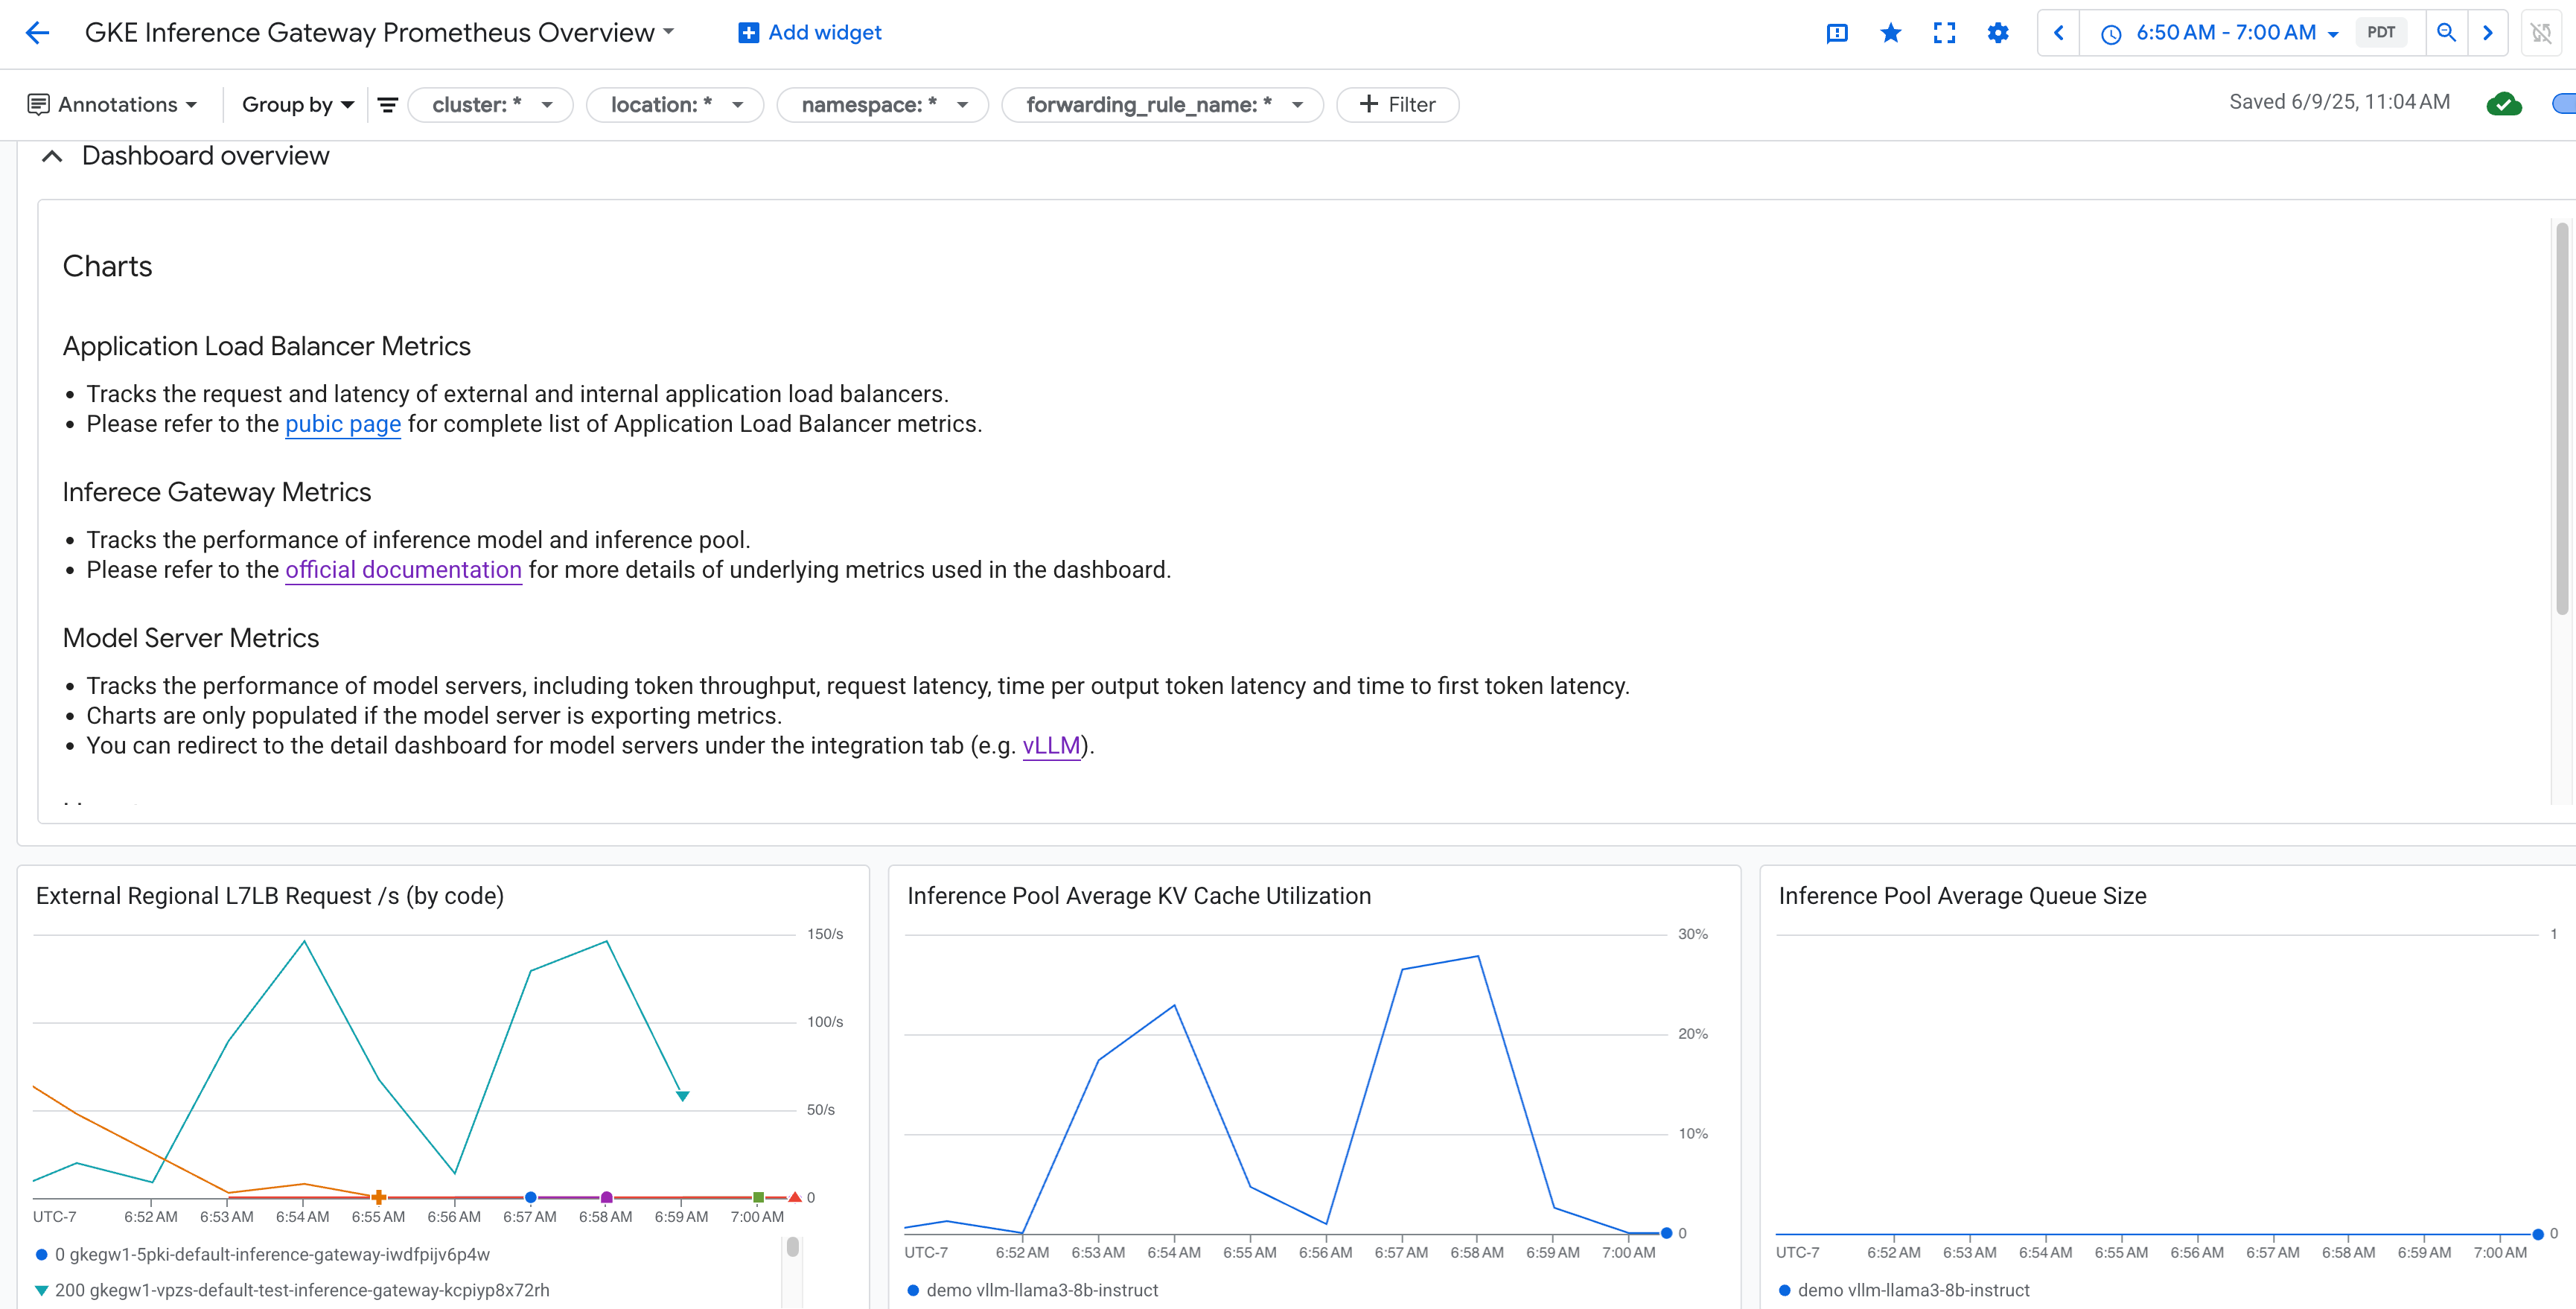 GKE Inference Gateway Prometheus Overview
Add widget
6:50 AM - 7:00 AM
PDT
Annotations
Group by
cluster: *
location: *
namespace: *
forwarding_rule_name: *
Filter
Saved 6/9/25, 11:04 AM
Dashboard overview
Charts
Application Load Balancer Metrics
Tracks the request and latency of external and internal application load balancers.
Please refer to the pubic page for complete list of Application Load Balancer metrics.
Inferece Gateway Metrics
Tracks the performance of inference model and inference pool.
Please refer to the official documentation for more details of underlying metrics used in the dashboard.
Model Server Metrics
Tracks the performance of model servers, including token throughput, request latency, time per output token latency and time to first token latency.
Charts are only populated if the model server is exporting metrics.
You can redirect to the detail dashboard for model servers under the integration tab (e.g. vLLM).
External Regional L7LB Request /s (by code)
150/s
100/s
50/s
0
UTC-7 6:52 AM 6:53 AM 6:54 AM 6:55 AM 6:56 AM 6:57 AM 6:58 AM 6:59 AM 7:00 AM
0 gkegw1-5pki-default-inference-gateway-iwdfpijv6p4w
200 gkegw1-vpzs-default-test-inference-gateway-kcpiyp8x72rh
Inference Pool Average KV Cache Utilization
30%
20%
10%
0
UTC-7 6:52 AM 6:53 AM 6:54 AM 6:55 AM 6:56 AM 6:57 AM 6:58 AM 6:59 AM 7:00 AM
demo vllm-llama3-8b-instruct
Inference Pool Average Queue Size
1
0
UTC-7 6:52 AM 6:53 AM 6:54 AM 6:55 AM 6:56 AM 6:57 AM 6:58 AM 6:59 AM 7:00 AM
demo vllm-llama3-8b-instruct